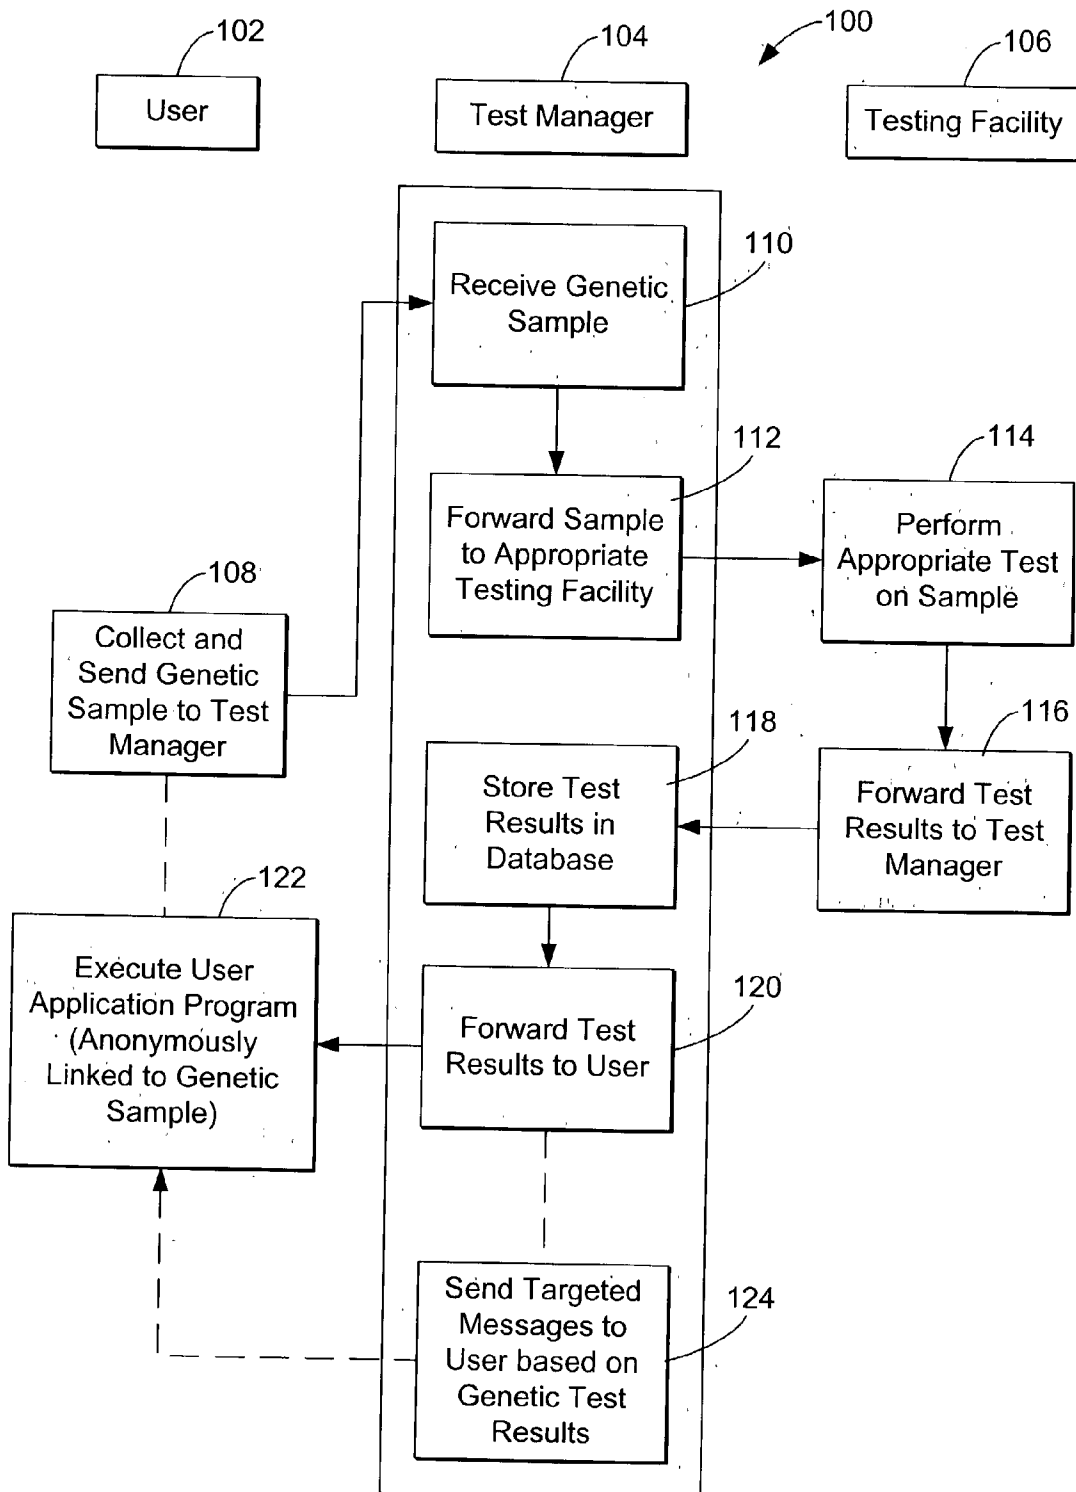 102
104
100
106
User
Test Manager
Testing Facility
110
Receive Genetic
Sample
112
Forward Sample
to Appropriate
Testing Facility
114
Perform
Appropriate Test
on Sample
108
Collect and
Send Genetic
Sample to Test
Manager
118
Store Test
Results in
Database
116
Forward Test
Results to Test
Manager
122
Execute User
Application Program
(Anonymously
Linked to Genetic
Sample)
120
Forward Test
Results to User
124
Send Targeted
Messages to
User based on
Genetic Test
Results